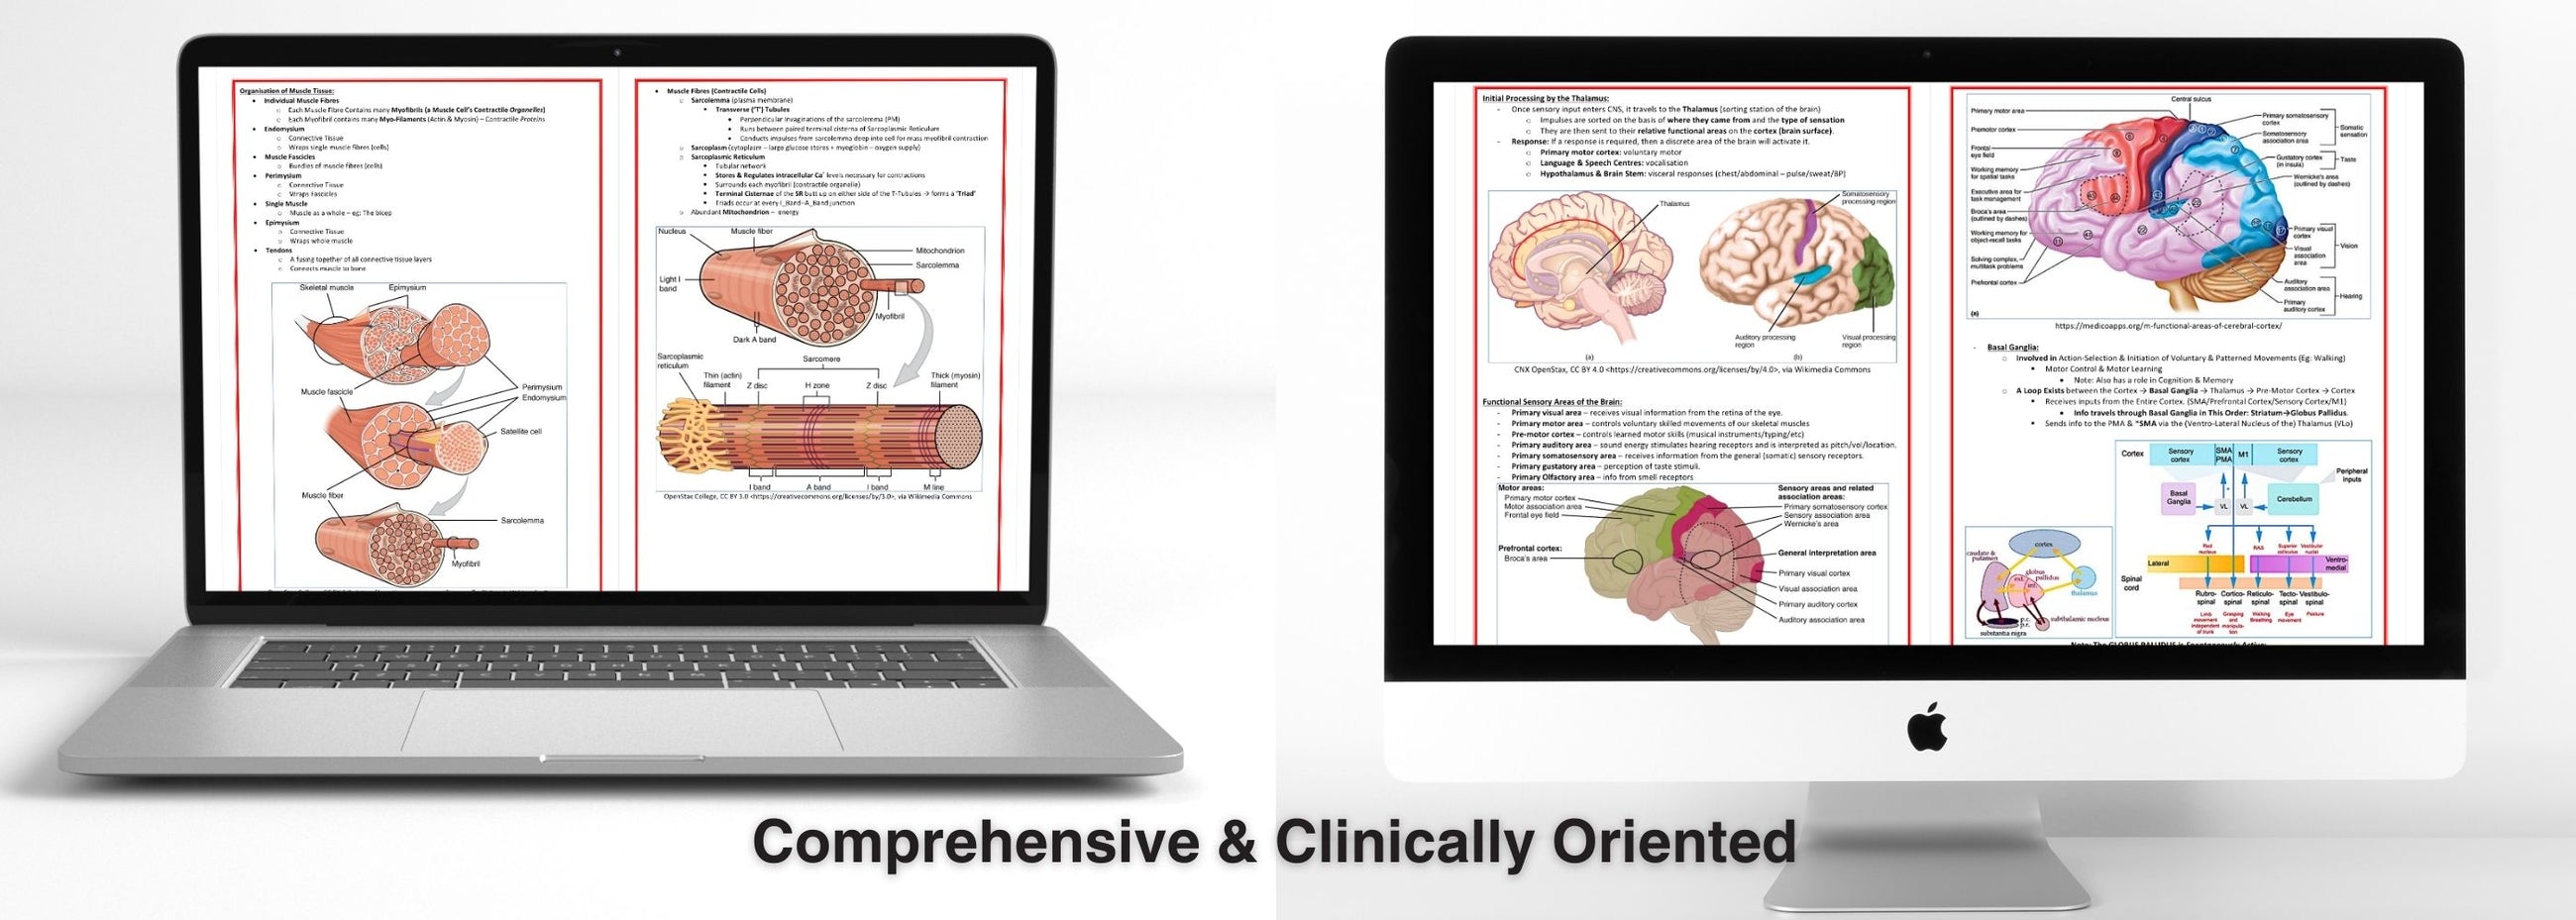 Organisation of Muscle Tissue:
Individual Muscle Fibres
Each Muscle Fibre Contains many Myofibrils (a Muscle Cell's Contractile Organelles)
Each Myofibril contains many Myo-Filaments (Actin & Myosin) – Contractile Proteins
Endomysium
Connective Tissue
Wraps single muscle fibres (cells)
Muscle Fascicles
Bundles of muscle fibres (cells)
Perimysium
Connective Tissue
Wraps Fascicles
Single Muscle
Muscle as a whole – eg: The bicep
Epimysium
Connective Tissue
Wraps whole muscle
Tendons
A fusing together of all connective tissue layers
Connects muscle to bone
Skeletal muscle
Epimysium
Muscle fascicle
Perimysium
Endomysium
Satellite cell
Muscle fiber
Sarcolemma
Myofibril
Muscle Fibres (Contractile Cells)
Sarcolemma (plasma membrane)
Transverse ('T') Tubules
Perpendicular invaginations of the sarcolemma (PM)
Runs between paired terminal cisterna of Sarcoplasmic Reticulum
Conducts impulses from sarcolemma deep into cell for mass myofibril contraction
Sarcoplasm (cytoplasm – large glucose stores + myoglobin – oxygen supply)
Sarcoplasmic Reticulum
Tubular network
Stores & Regulates intracellular Ca+ levels necessary for contractions
Surrounds each myofibril (contractile organelle)
Terminal Cisternae of the SR butt up on either side of the T-Tubules → forms a 'Triad'
Triads occur at every I_Band–A_Band junction
Abundant Mitochondrion – energy
Nucleus
Muscle fiber
Mitochondrion
Sarcolemma
Light I
band
Myofibril
Dark A band
Sarcoplasmic
reticulum
Sarcomere
Thin (actin)
filament
Z disc
H zone
Z disc
Thick (myosin)
filament
I band
A band
I band
M line
OpenStax College, CC BY 3.0 <https://creativecommons.org/licenses/by/3.0>, via Wikimedia Commons
Initial Processing by the Thalamus:
- Once sensory input enters CNS, it travels to the Thalamus (sorting station of the brain)
Impulses are sorted on the basis of where they came from and the type of sensation
They are then sent to their relative functional areas on the cortex (brain surface).
- Response: If a response is required, then a discrete area of the brain will activate it.
Primary motor cortex: voluntary motor
Language & Speech Centres: vocalisation
Hypothalamus & Brain Stem: visceral responses (chest/abdominal – pulse/sweat/BP)
Thalamus
Somatosensory
processing region
Auditory processing
region
Visual processing
region
(a)
(b)
CNX OpenStax, CC BY 4.0 <https://creativecommons.org/licenses/by/4.0>, via Wikimedia Commons
Functional Sensory Areas of the Brain:
- Primary visual area – receives visual information from the retina of the eye.
- Primary motor area – controls voluntary skilled movements of our skeletal muscles
- Pre-motor cortex – controls learned motor skills (musical instruments/typing/etc)
- Primary auditory area – sound energy stimulates hearing receptors and is interpreted as pitch/vol/location.
- Primary somatosensory area – receives information from the general (somatic) sensory receptors.
- Primary gustatory area – perception of taste stimuli.
- Primary Olfactory area – info from smell receptors
Motor areas:
Primary motor cortex
Motor association area
Frontal eye field
Prefrontal cortex:
Broca's area
Sensory areas and related
association areas:
Primary somatosensory cortex
Sensory association area
Wernicke's area
General interpretation area
Primary visual cortex
Visual association area
Primary auditory cortex
Auditory association area
Central sulcus
Primary motor area
Premotor cortex
Frontal
eye field
Working memory
for spatial tasks
Executive area for
task management
Broca's area
(outlined by dashes)
Working memory for
object-recall tasks
Solving complex,
multitask problems
Prefrontal cortex
(a)
Primary somatosensory
cortex
Somatosensory
association area
Somatic
sensation
Gustatory cortex
(in insula)
Taste
Wernicke's area
(outlined by dashes)
Primary visual
cortex
Visual
association
area
Vision
Auditory
association area
Primary
auditory cortex
Hearing
https://medicoapps.org/m-functional-areas-of-cerebral-cortex/
- Basal Ganglia:
Involved in Action-Selection & Initiation of Voluntary & Patterned Movements (Eg: Walking)
Motor Control & Motor Learning
Note: Also has a role in Cognition & Memory
A Loop Exists between the Cortex → Basal Ganglia → Thalamus → Pre-Motor Cortex → Cortex
Receives inputs from the Entire Cortex. (SMA/Prefrontal Cortex/Sensory Cortex/M1)
Info travels through Basal Ganglia in This Order: Striatum→Globus Pallidus.
Sends info to the PMA & *SMA via the (Ventro-Lateral Nucleus of the) Thalamus (VLo)
cortex
caudate &
putamen
globus
pallidus
thalamus
subthalamic nucleus
substantia nigra
Cortex
Sensory
cortex
SMA
PMA
M1
Sensory
cortex
Peripheral
inputs
Basal
Ganglia
VL
VL
Cerebellum
Red
nucleus
RAS
Superior
colliculus
Vestibular
nuclei
Lateral
Ventro-
medial
Spinal
cord
Rubro-
spinal
Cortico-
spinal
Reticulo-
spinal
Tecto-
spinal
Vestibulo-
spinal
Limb
movement
independent
of trunk
Grasping
and
manipula-
tion
Walking
Breathing
Eye
movement
Posture
Note: The GLOBUS PALLIDUS is Spontaneously Active:
Comprehensive & Clinically Oriented